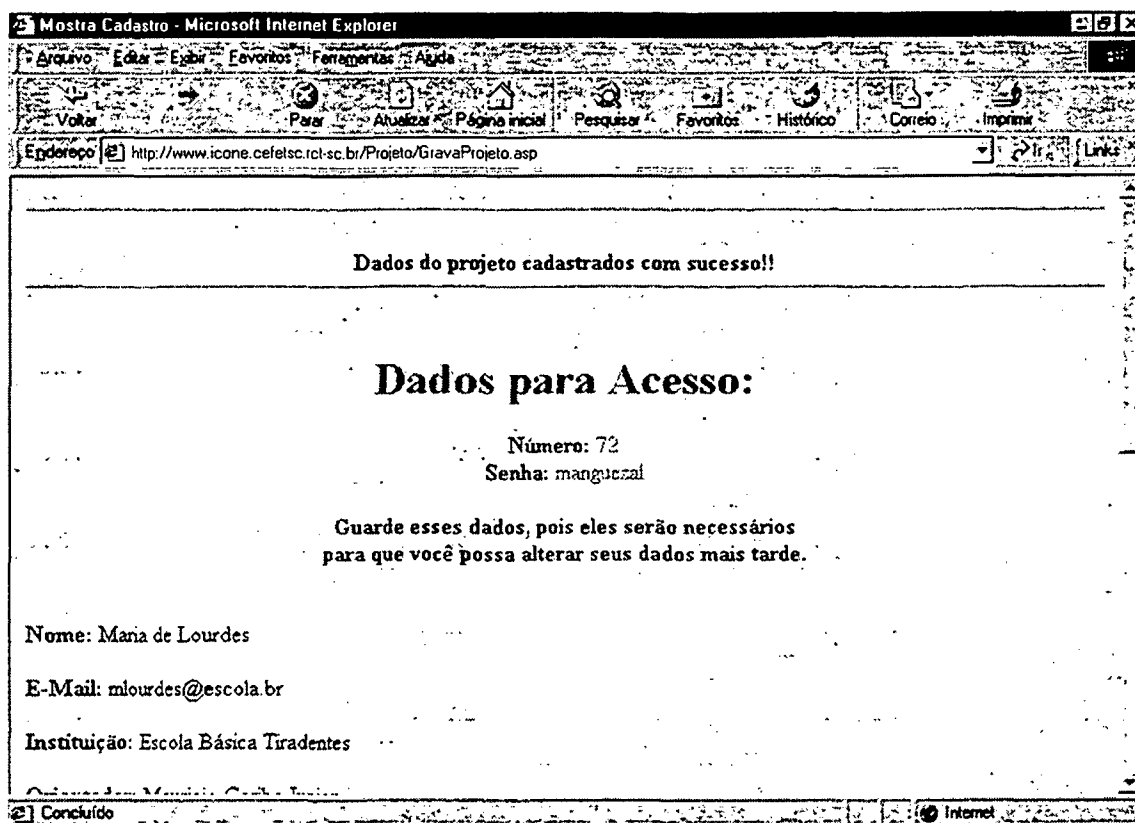 Mostra Cadastro - Microsoft Internet Explorer
Arquivo Editar Exibir Favoritos Ferramentas Ajuda
Voltar Parar Atualizar Página inicial Pesquisar Favoritos Histórico Correio Imprimir
Endereço http://www.icone.cefetsc.rct-sc.br/Projeto/GravaProjeto.asp Ir Links
Dados do projeto cadastrados com sucesso!!
Dados para Acesso:
Número: 72
Senha: manguezal
Guarde esses dados, pois eles serão necessários
para que você possa alterar seus dados mais tarde.
Nome: Maria de Lourdes
E-Mail: mlourdes@escola.br
Instituição: Escola Básica Tiradentes
Concluído Internet